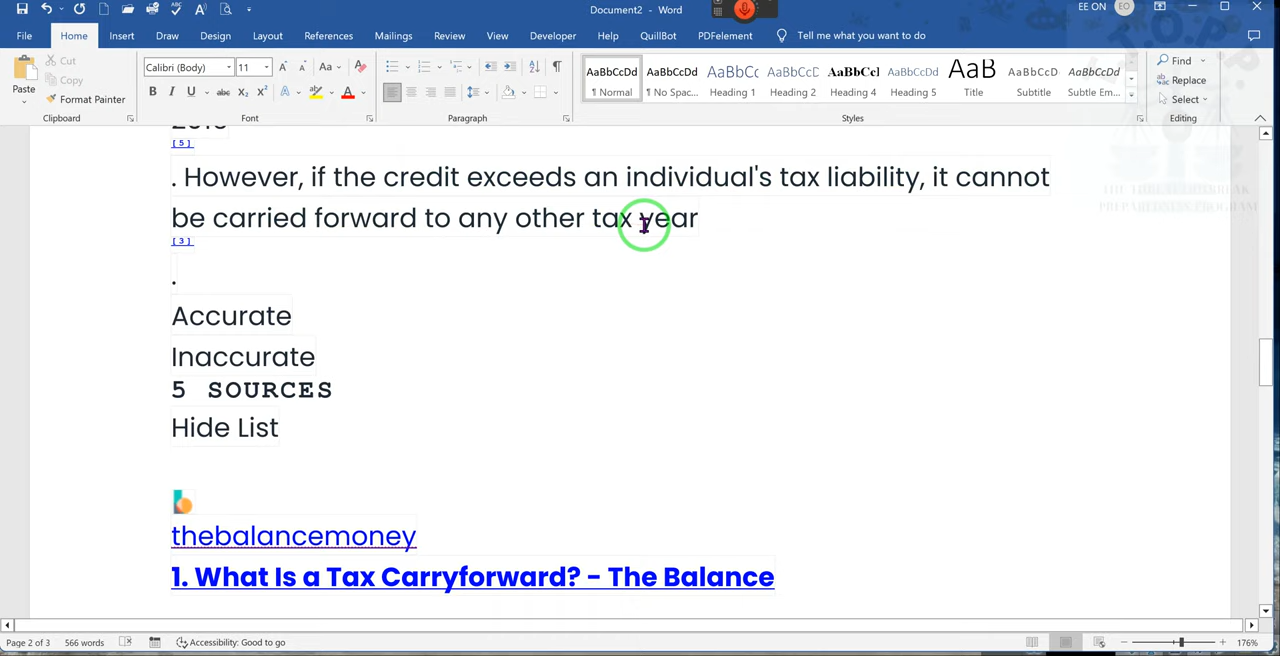 Document2 - Word
EE ON
EO
File Home Insert Draw Design Layout References Mailings Review View Developer Help QuillBot PDFelement Tell me what you want to do
Paste
Cut
Copy
Format Painter
Calibri (Body) 11
AaBbCcDd AaBbCcDd AaBbCc AaBbCcD AaBbCcI AaBbCcDd AaB AaBbCcD AaBbCcDd
¶ Normal ¶ No Spac... Heading 1 Heading 2 Heading 4 Heading 5 Title Subtitle Subtle Em...
Find
Replace
Select
Clipboard Font Paragraph Styles Editing
[5]
. However, if the credit exceeds an individual's tax liability, it cannot
be carried forward to any other tax year
[3]
.
Accurate
Inaccurate
5 SOURCES
Hide List
thebalancemoney
1. What Is a Tax Carryforward? - The Balance
Page 2 of 3 566 words Accessibility: Good to go 176%